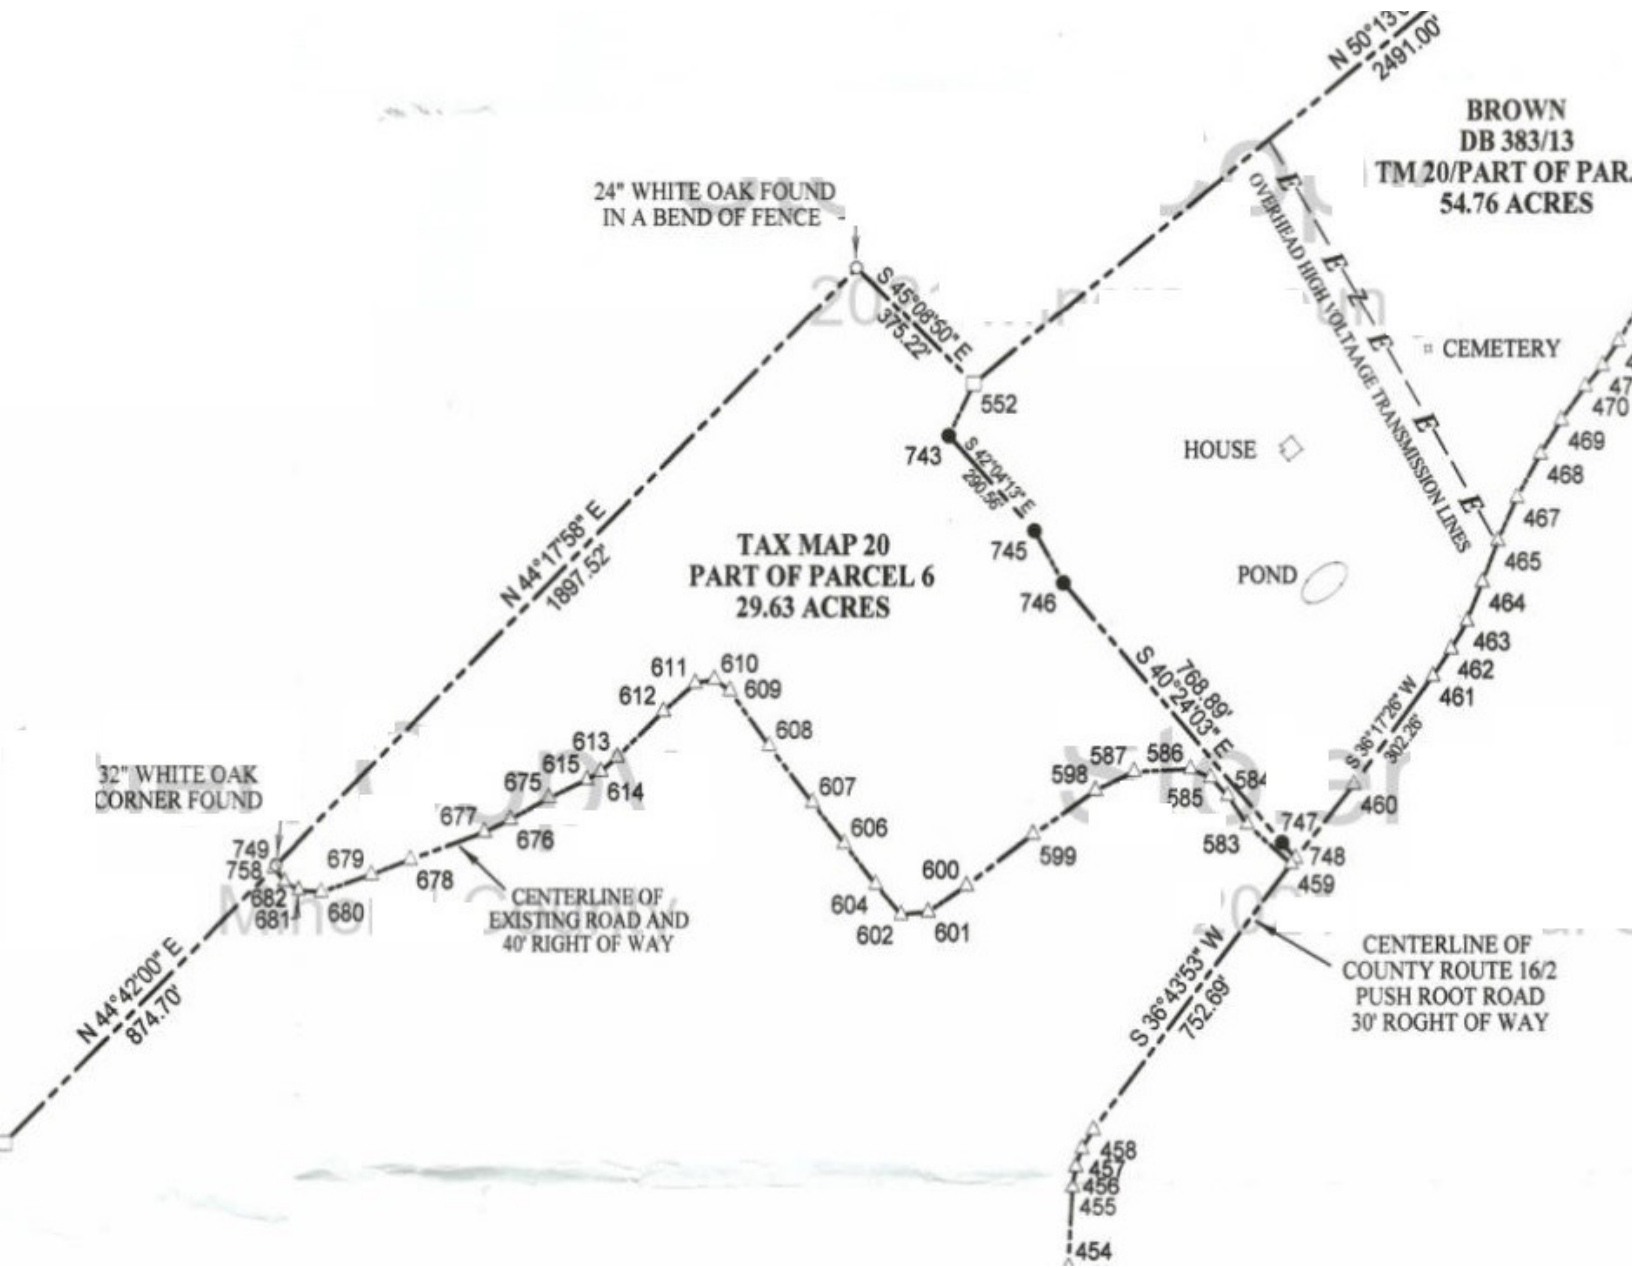 N 50°13'
2491.00'
BROWN
DB 383/13
TM 20/PART OF PAR.
54.76 ACRES
24" WHITE OAK FOUND
IN A BEND OF FENCE
S 45°08'50" E
375.22'
E
E
Z
E
E
E
OVERHEAD HIGH VOLTAAGE TRANSMISSION LINES
CEMETERY
552
743
S 42°04'13" E
290.56'
HOUSE
47
470
469
468
467
465
464
463
462
461
745
746
POND
N 44°17'58" E
1897.52'
TAX MAP 20
PART OF PARCEL 6
29.63 ACRES
768.89'
S 40°24'03" E
S 36°17'26" W
302.26'
460
611
610
609
612
608
613
615
614
675
677
676
607
606
604
602
601
600
599
598
587
586
585
584
583
747
748
459
32" WHITE OAK
CORNER FOUND
749
758
682
681
680
679
678
CENTERLINE OF
EXISTING ROAD AND
40' RIGHT OF WAY
N 44°42'00" E
874.70'
S 36°43'53" W
752.69'
CENTERLINE OF
COUNTY ROUTE 16/2
PUSH ROOT ROAD
30' ROGHT OF WAY
458
457
456
455
454